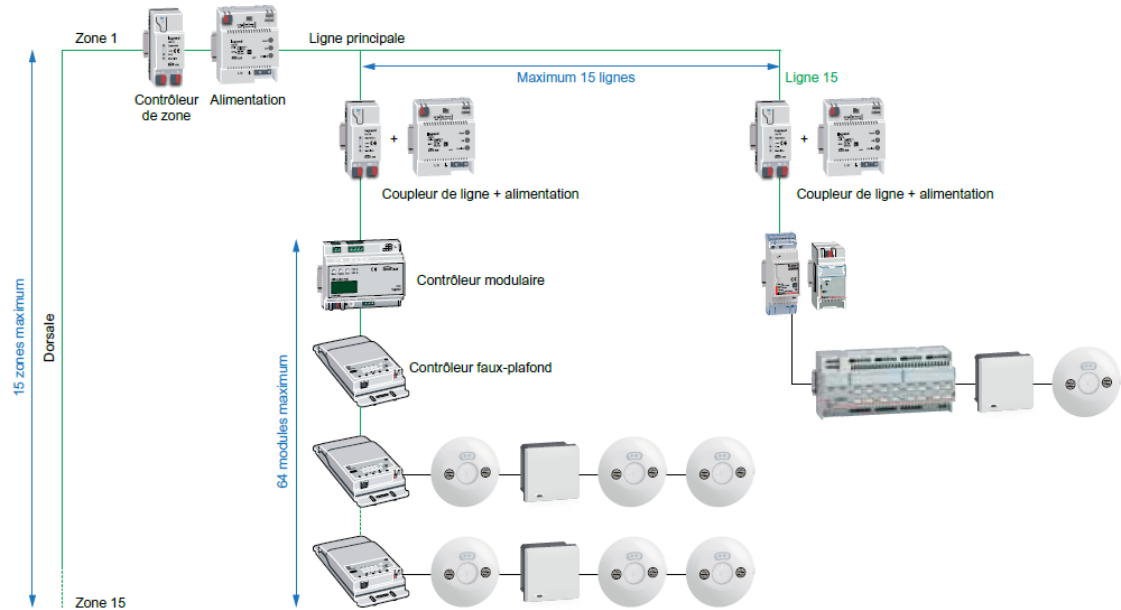 Zone 1
Ligne principale
Maximum 15 lignes
Ligne 15
Contrôleur
de zone
Alimentation
+
+
Coupleur de ligne + alimentation
Coupleur de ligne + alimentation
15 zones maximum
Dorsale
64 modules maximum
Contrôleur modulaire
Contrôleur faux-plafond
Zone 15